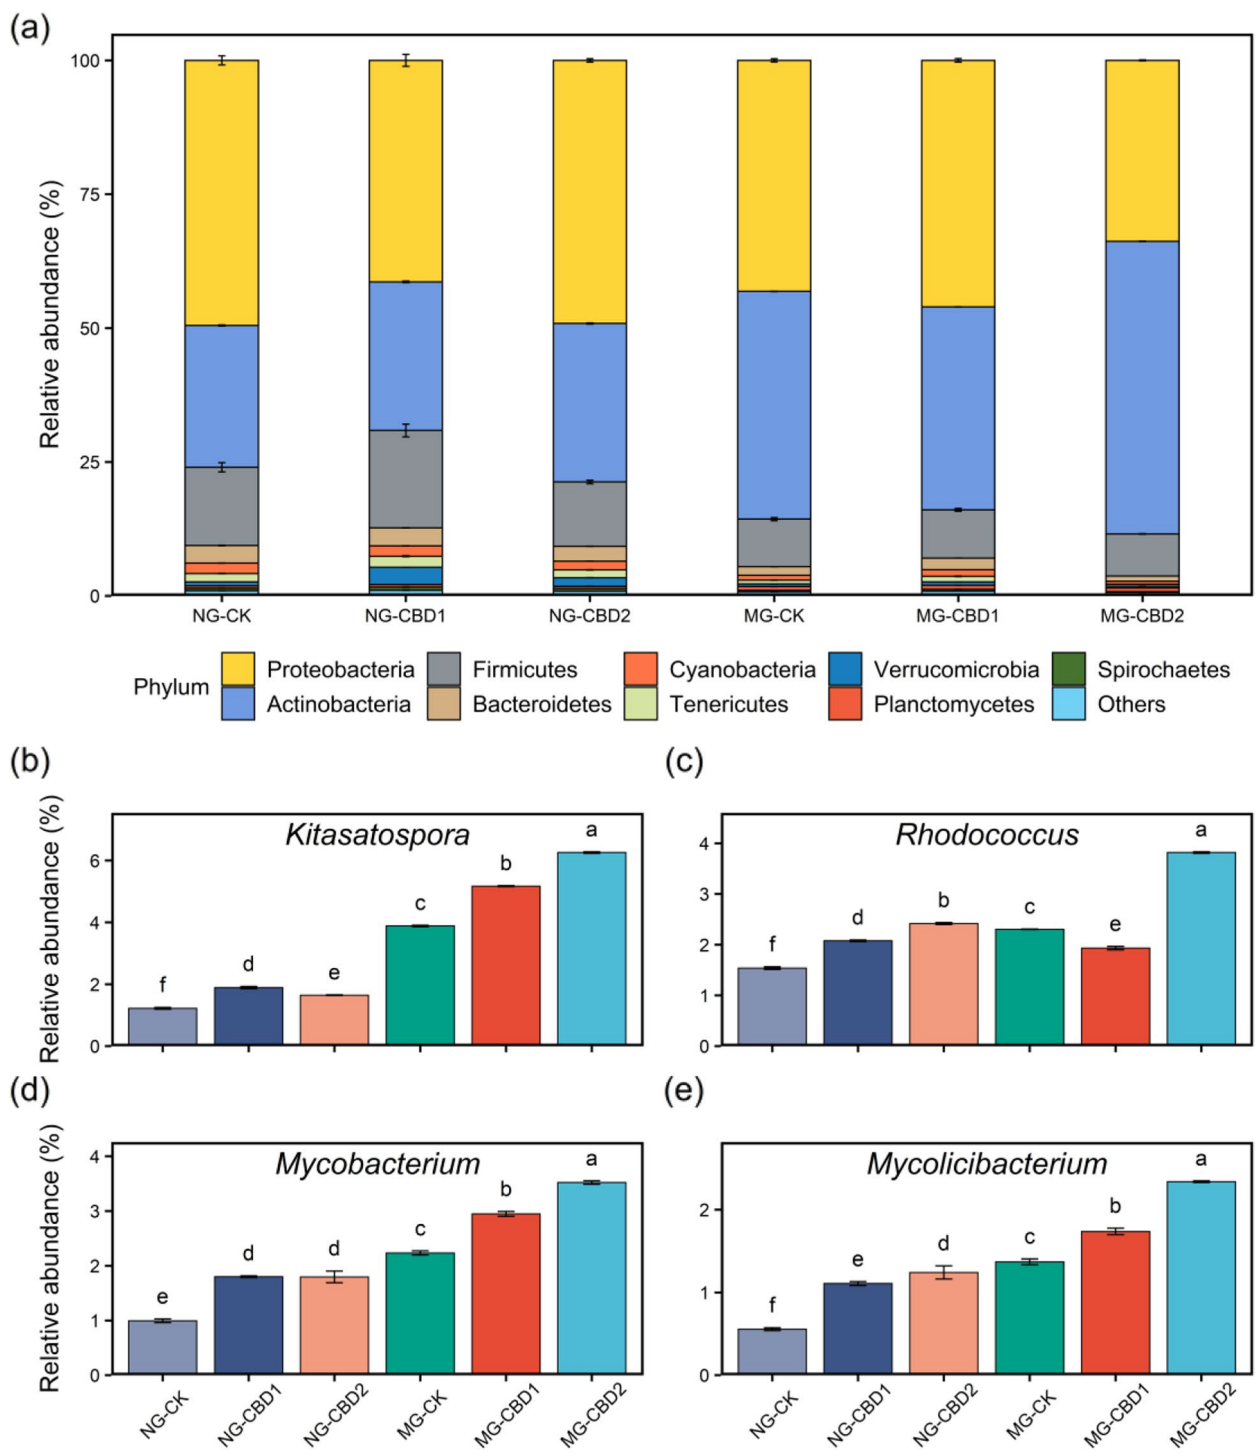 (a)
Relative abundance (%)
100
75
50
25
0
NG-CK NG-CBD1 NG-CBD2 MG-CK MG-CBD1 MG-CBD2
Phylum
Proteobacteria Firmicutes Cyanobacteria Verrucomicrobia Spirochaetes
Actinobacteria Bacteroidetes Tenericutes Planctomycetes Others
(b)
Relative abundance (%)
Kitasatospora
6
4
2
0
f d e c b a
(c)
Rhodococcus
4
3
2
1
0
f d b c e a
(d)
Relative abundance (%)
Mycobacterium
4
3
2
1
0
e d d c b a
NG-CK NG-CBD1 NG-CBD2 MG-CK MG-CBD1 MG-CBD2
(e)
Mycolicibacterium
2
1
0
f e d c b a
NG-CK NG-CBD1 NG-CBD2 MG-CK MG-CBD1 MG-CBD2